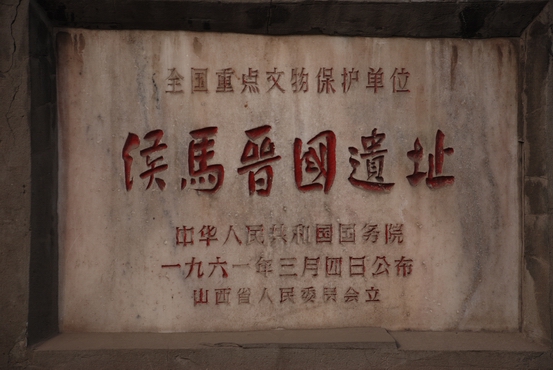 全国重点文物保护单位
侯馬晋國遺址
中华人民共和国国务院
一九六一年三月四日公布
山西省人民委员会立